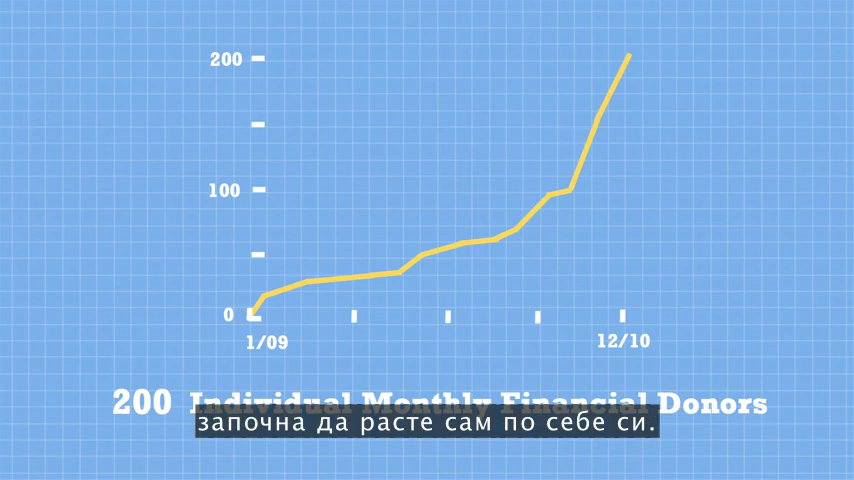 200
100
0
1/09 12/10
200 Individual Monthly Financial Donors
започна да расте сам по себе си.